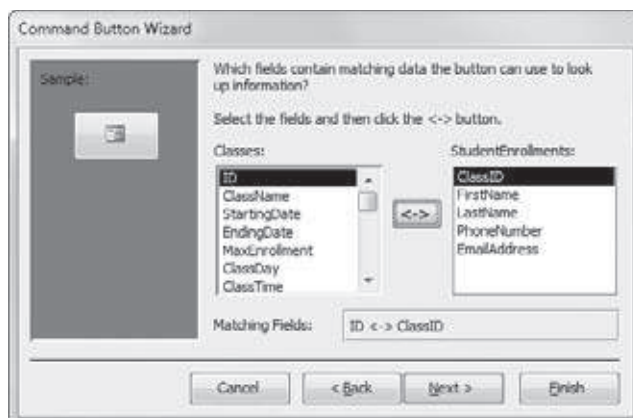 Command Button Wizard
Sample:
Which fields contain matching data the button can use to look
up information?
Select the fields and then click the <-> button.
Classes:
StudentEnrollments:
ID
ClassName
StartingDate
EndingDate
MaxEnrollment
ClassDay
ClassTime
<->
ClassID
FirstName
LastName
PhoneNumber
EmailAddress
Matching Fields:
ID <-> ClassID
Cancel
< Back
Next >
Finish